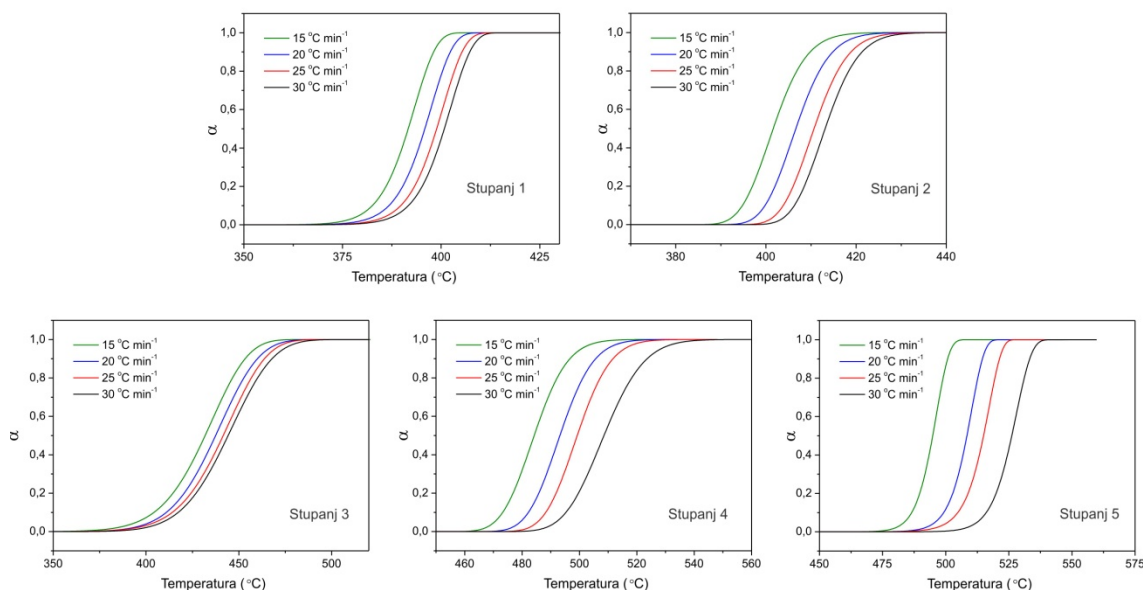 1,0
0,8
0,6
0,4
0,2
0,0
α
15 °C min⁻¹
20 °C min⁻¹
25 °C min⁻¹
30 °C min⁻¹
Stupanj 1
350 375 400 425
Temperatura (°C)
1,0
0,8
0,6
0,4
0,2
0,0
α
15 °C min⁻¹
20 °C min⁻¹
25 °C min⁻¹
30 °C min⁻¹
Stupanj 2
380 400 420 440
Temperatura (°C)
1,0
0,8
0,6
0,4
0,2
0,0
α
15 °C min⁻¹
20 °C min⁻¹
25 °C min⁻¹
30 °C min⁻¹
Stupanj 3
350 400 450 500
Temperatura (°C)
1,0
0,8
0,6
0,4
0,2
0,0
α
15 °C min⁻¹
20 °C min⁻¹
25 °C min⁻¹
30 °C min⁻¹
Stupanj 4
460 480 500 520 540 560
Temperatura (°C)
1,0
0,8
0,6
0,4
0,2
0,0
α
15 °C min⁻¹
20 °C min⁻¹
25 °C min⁻¹
30 °C min⁻¹
Stupanj 5
450 475 500 525 550 575
Temperatura (°C)